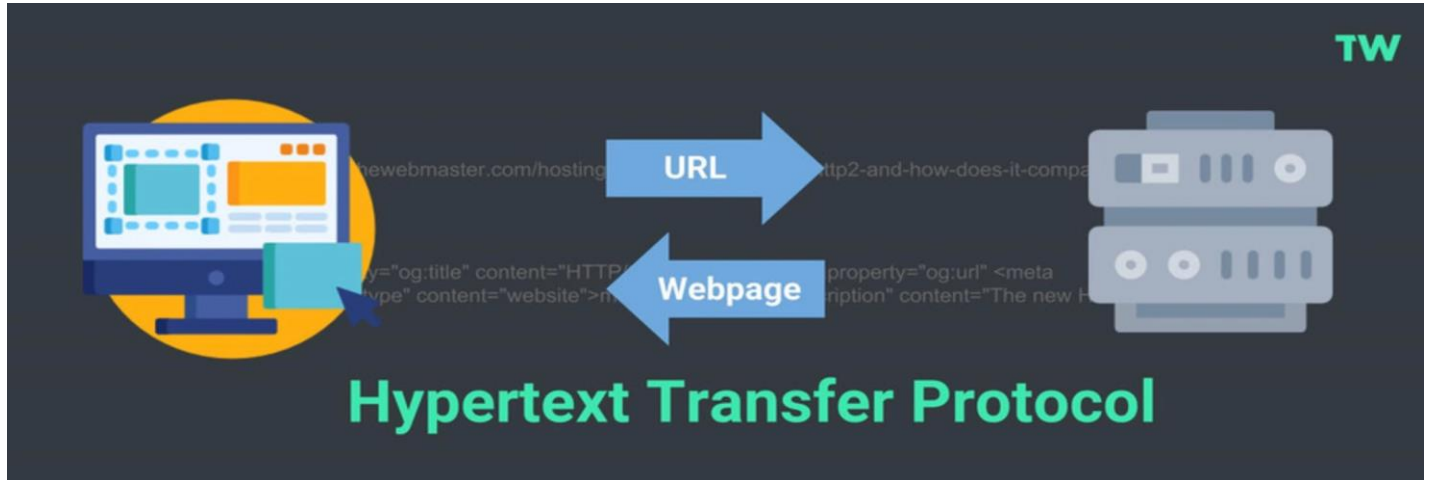 TW
newebmaster.com/hosting
URL
ttp2-and-how-does-it-compa
y="og:title" content="HTTP/
property="og:url" <meta
type" content="website">m
Webpage
cription" content="The new H
Hypertext Transfer Protocol